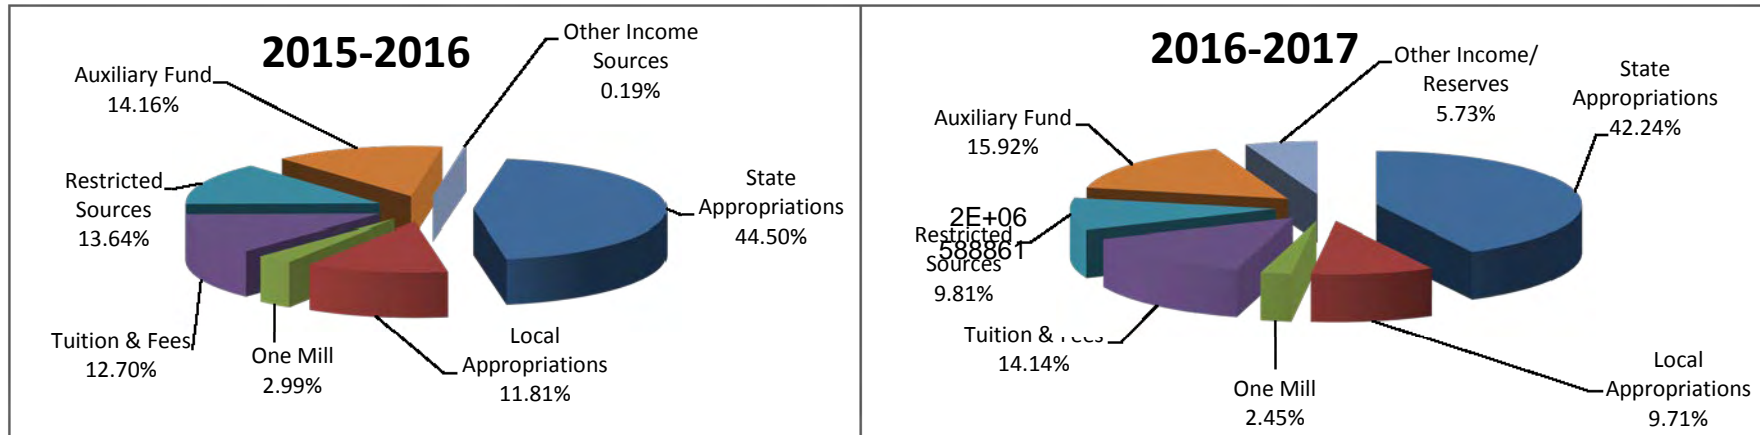 2015-2016
Other Income
Sources
0.19%
Auxiliary Fund
14.16%
Restricted
Sources
13.64%
State
Appropriations
44.50%
Tuition & Fees
12.70%
One Mill
2.99%
Local
Appropriations
11.81%
2016-2017
Other Income/
Reserves
5.73%
State
Appropriations
42.24%
Auxiliary Fund
15.92%
2E+06
Restricted
588861
Sources
9.81%
Tuition & Fees
14.14%
One Mill
2.45%
Local
Appropriations
9.71%